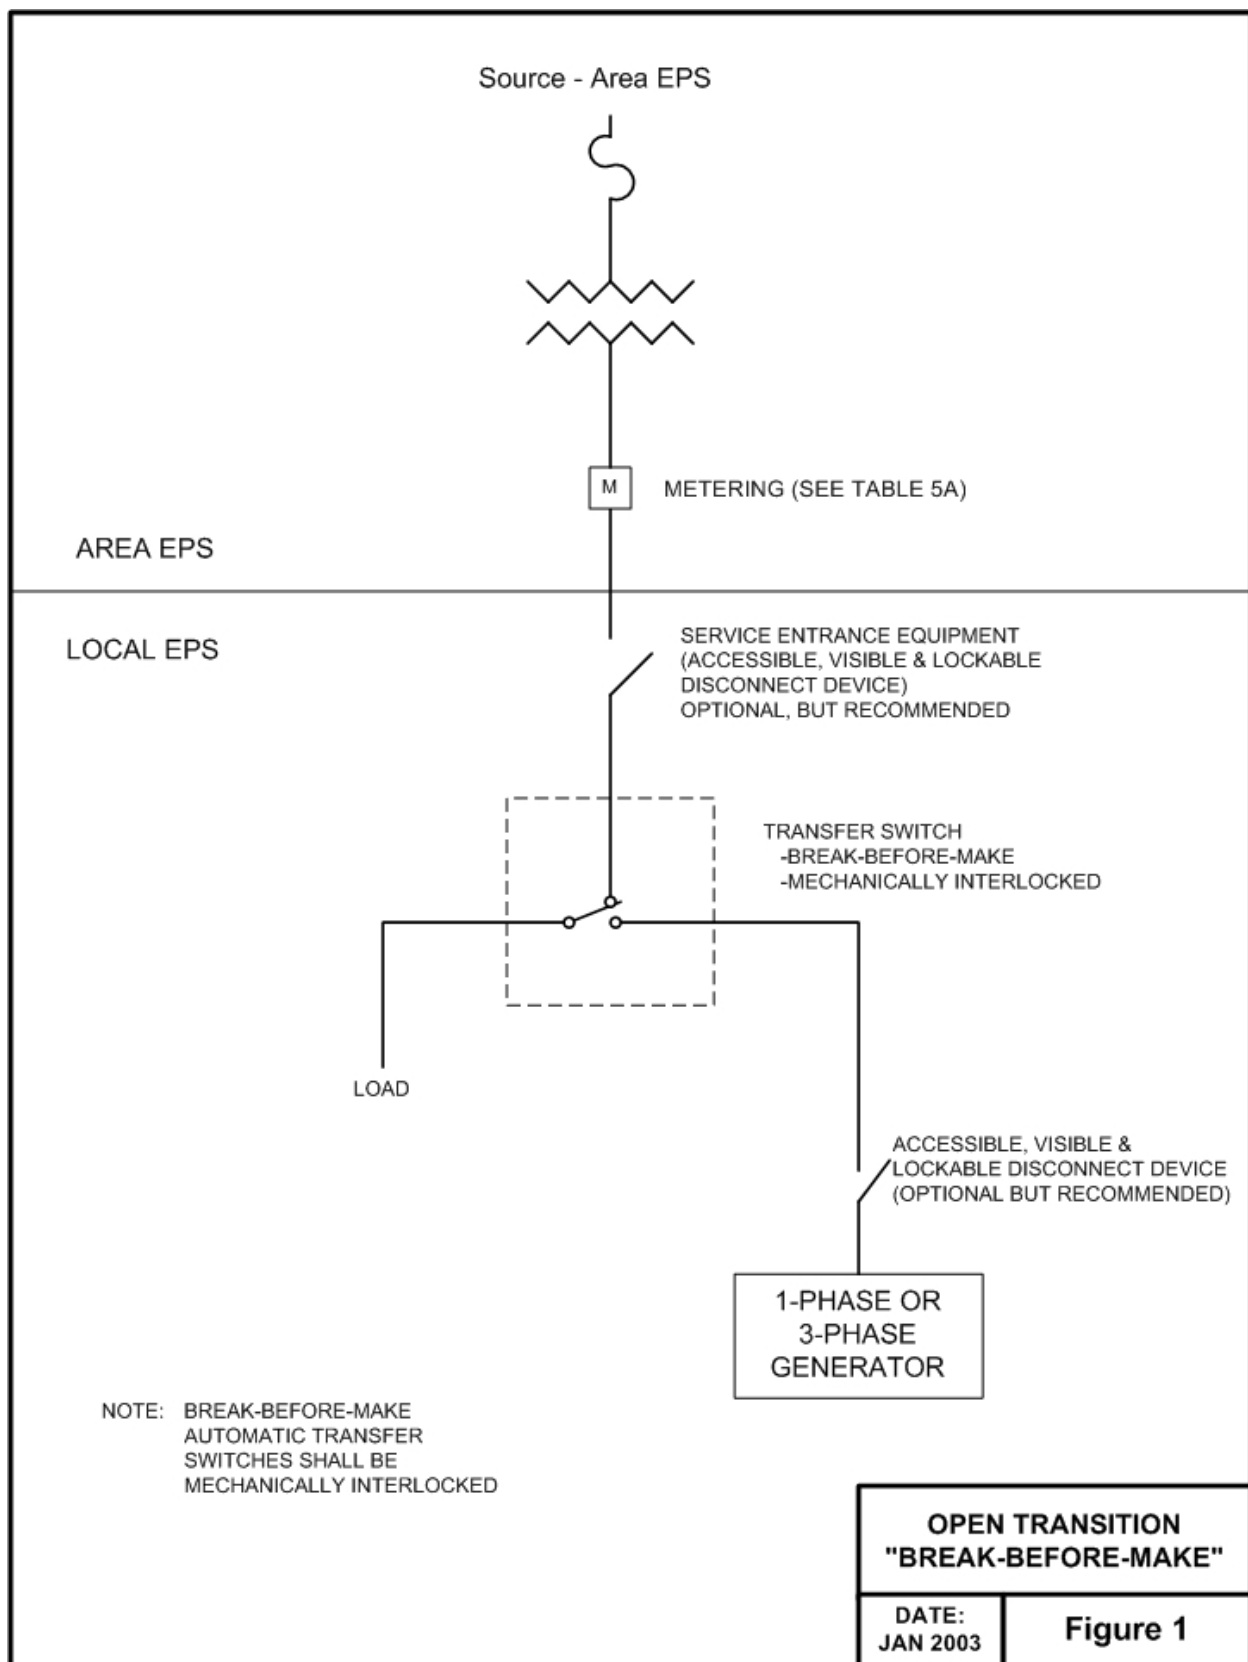 Source - Area EPS
M
METERING (SEE TABLE 5A)
AREA EPS
LOCAL EPS
SERVICE ENTRANCE EQUIPMENT
(ACCESSIBLE, VISIBLE & LOCKABLE
DISCONNECT DEVICE)
OPTIONAL, BUT RECOMMENDED
TRANSFER SWITCH
-BREAK-BEFORE-MAKE
-MECHANICALLY INTERLOCKED
LOAD
ACCESSIBLE, VISIBLE &
LOCKABLE DISCONNECT DEVICE
(OPTIONAL BUT RECOMMENDED)
1-PHASE OR
3-PHASE
GENERATOR
NOTE: BREAK-BEFORE-MAKE
AUTOMATIC TRANSFER
SWITCHES SHALL BE
MECHANICALLY INTERLOCKED
OPEN TRANSITION
"BREAK-BEFORE-MAKE"
DATE:
JAN 2003
Figure 1